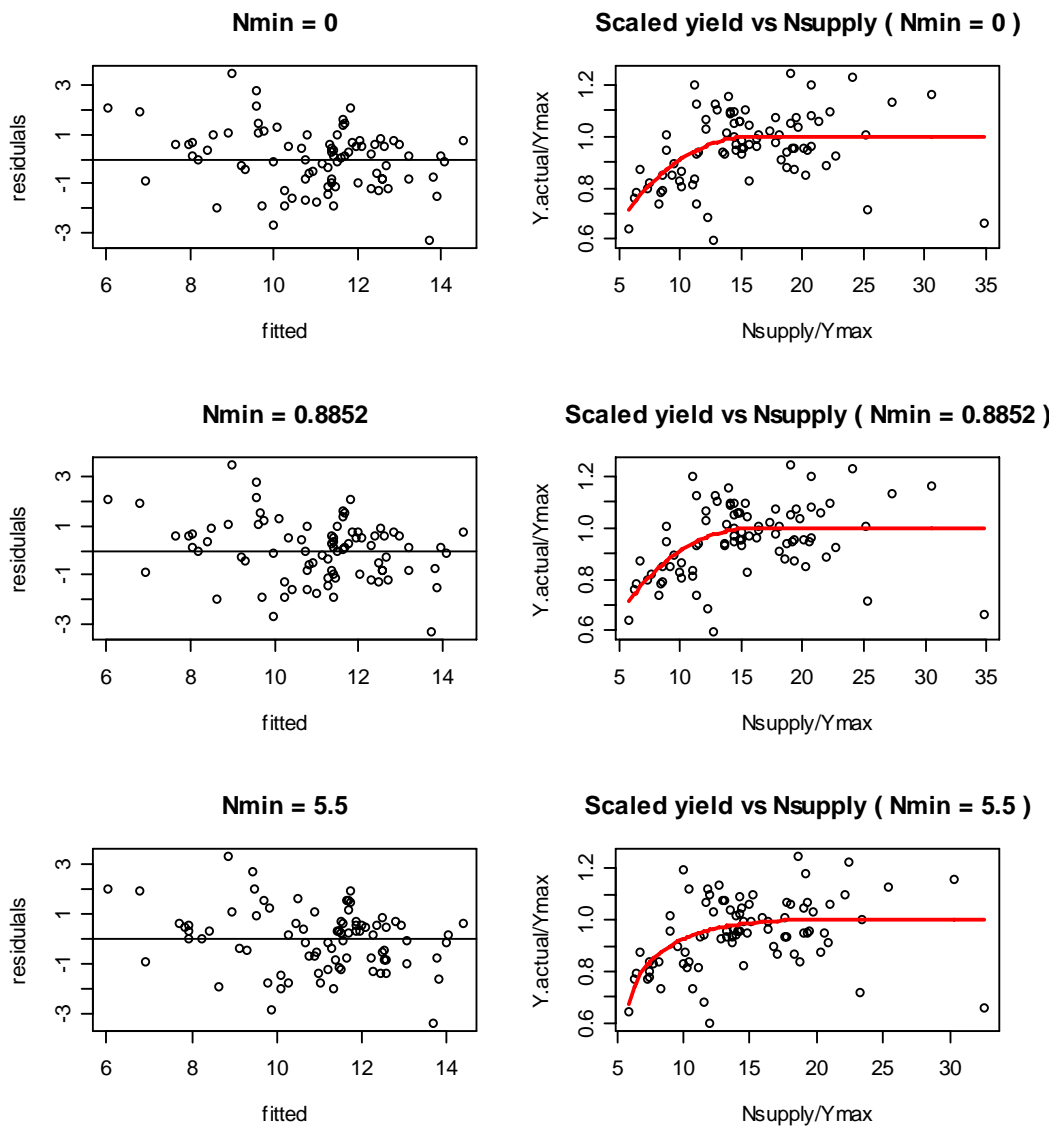 Nmin = 0
residuals
3
1
-1
-3
6 8 10 12 14
fitted
Scaled yield vs Nsupply ( Nmin = 0 )
Y.actual/Ymax
1.2
1.0
0.8
0.6
5 10 15 20 25 30 35
Nsupply/Ymax
Nmin = 0.8852
residuals
3
1
-1
-3
6 8 10 12 14
fitted
Scaled yield vs Nsupply ( Nmin = 0.8852 )
Y.actual/Ymax
1.2
1.0
0.8
0.6
5 10 15 20 25 30 35
Nsupply/Ymax
Nmin = 5.5
residuals
3
1
-1
-3
6 8 10 12 14
fitted
Scaled yield vs Nsupply ( Nmin = 5.5 )
Y.actual/Ymax
1.2
1.0
0.8
0.6
5 10 15 20 25 30
Nsupply/Ymax